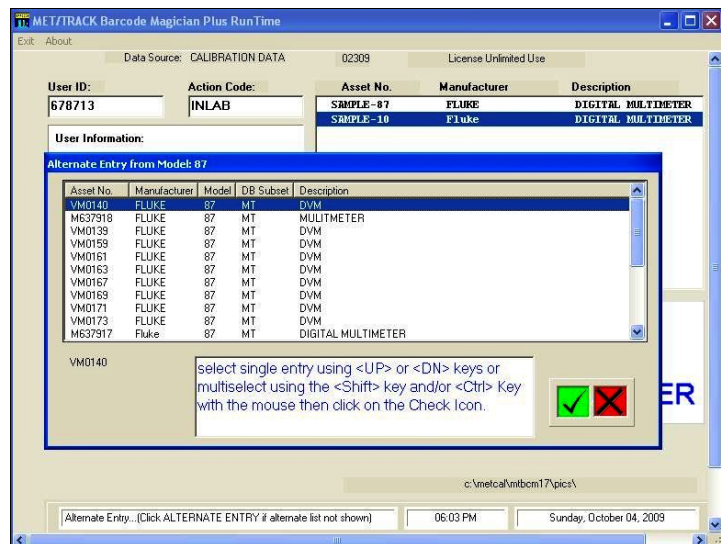 MET/TRACK Barcode Magician Plus RunTime
Exit About
Data Source: CALIBRATION DATA 02309 License Unlimited Use
User ID: Action Code: Asset No. Manufacturer Description
678713 INLAB SAMPLE-87 FLUKE DIGITAL MULTIMETER
SAMPLE-10 Fluke DIGITAL MULTIMETER
User Information:
Alternate Entry from Model: 87
Asset No. Manufacturer Model DB Subset Description
VM0140 FLUKE 87 MT DVM
M637918 FLUKE 87 MT MULITMETER
VM0139 FLUKE 87 MT DVM
VM0159 FLUKE 87 MT DVM
VM0161 FLUKE 87 MT DVM
VM0163 FLUKE 87 MT DVM
VM0167 FLUKE 87 MT DVM
VM0169 FLUKE 87 MT DVM
VM0171 FLUKE 87 MT DVM
VM0173 FLUKE 87 MT DVM
M637917 Fluke 87 MT DIGITAL MULTIMETER
VM0140
select single entry using <UP> or <DN> keys or
multiselect using the <Shift> key and/or <Ctrl> Key
with the mouse then click on the Check Icon.
ER
c:\metcal\mtbcm17\pics\
Alternate Entry...(Click ALTERNATE ENTRY if alternate list not shown) 06:03 PM Sunday, October 04, 2009